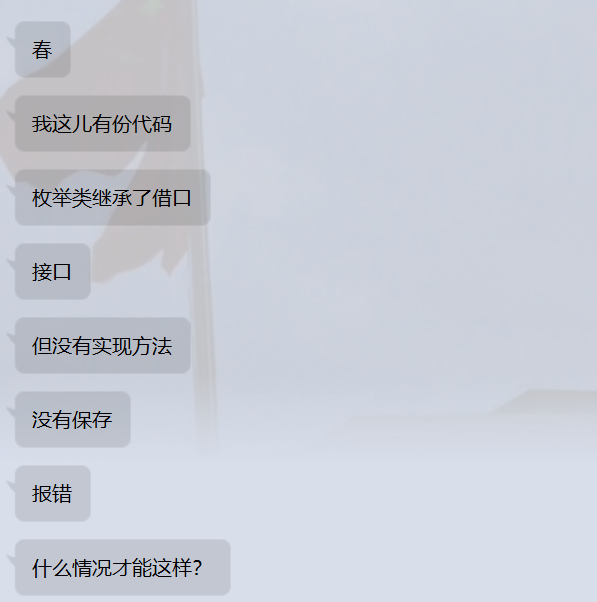 春
我这儿有份代码
枚举类继承了借口
接口
但没有实现方法
没有保存
报错
什么情况才能这样？